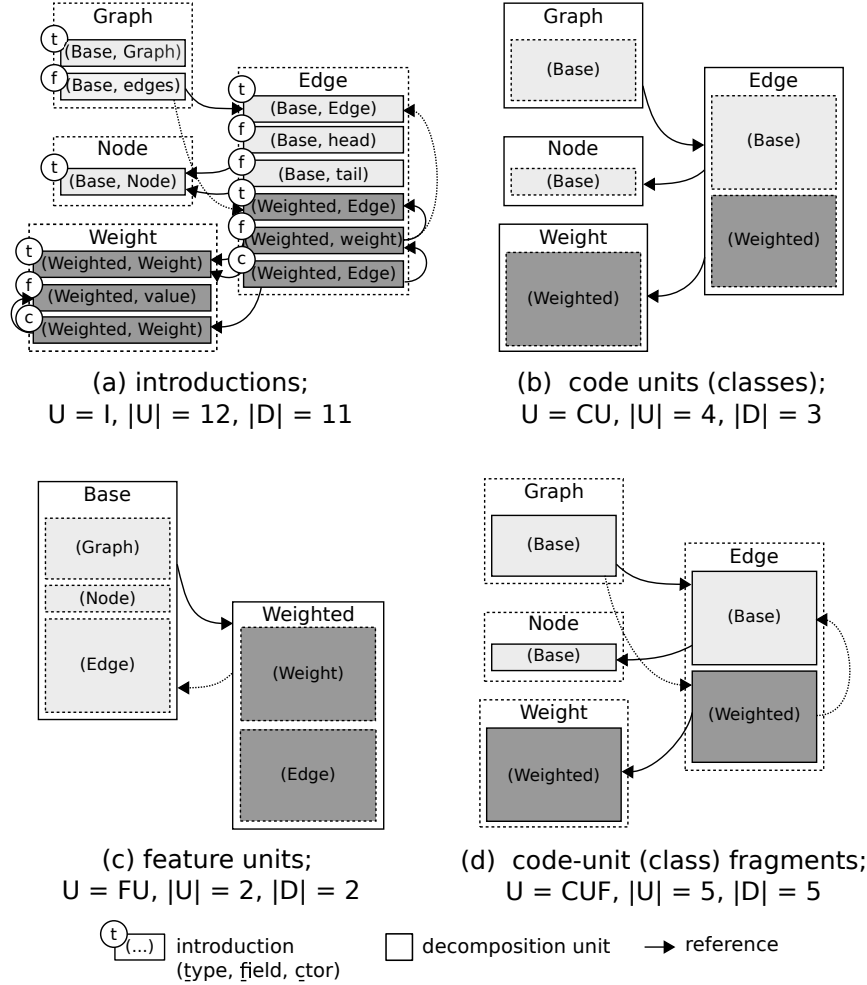 Graph
t
(Base, Graph)
f
(Base, edges)
Edge
t
(Base, Edge)
f
(Base, head)
f
(Base, tail)
t
(Weighted, Edge)
f
(Weighted, weight)
c
(Weighted, Edge)
Node
t
(Base, Node)
Weight
t
(Weighted, Weight)
f
(Weighted, value)
c
(Weighted, Weight)
(a) introductions;
U = I, |U| = 12, |D| = 11
Graph
(Base)
Edge
(Base)
(Weighted)
Node
(Base)
Weight
(Weighted)
(b) code units (classes);
U = CU, |U| = 4, |D| = 3
Base
(Graph)
(Node)
(Edge)
Weighted
(Weight)
(Edge)
(c) feature units;
U = FU, |U| = 2, |D| = 2
Graph
(Base)
Edge
(Base)
(Weighted)
Node
(Base)
Weight
(Weighted)
(d) code-unit (class) fragments;
U = CUF, |U| = 5, |D| = 5
t
(...)
introduction
(type, field, ctor)
decomposition unit
reference